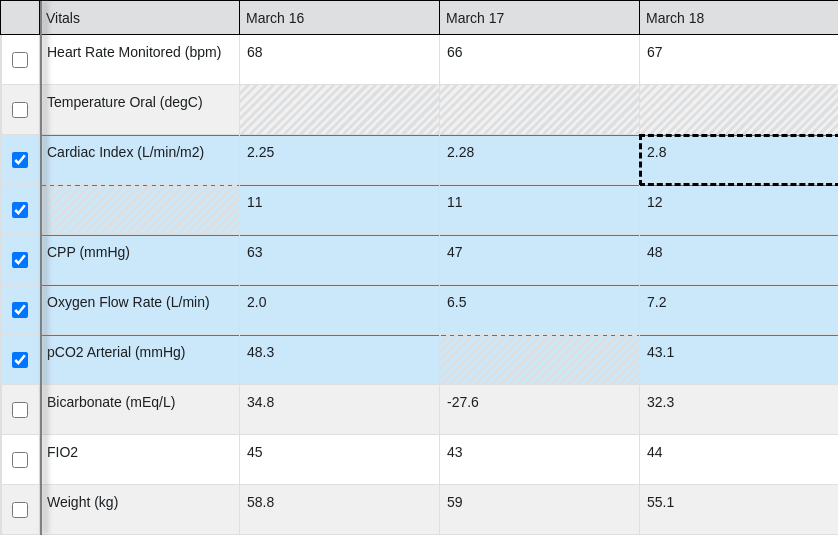 Vitals March 16 March 17 March 18
Heart Rate Monitored (bpm) 68 66 67
Temperature Oral (degC)
Cardiac Index (L/min/m2) 2.25 2.28 2.8
11 11 12
CPP (mmHg) 63 47 48
Oxygen Flow Rate (L/min) 2.0 6.5 7.2
pCO2 Arterial (mmHg) 48.3 43.1
Bicarbonate (mEq/L) 34.8 -27.6 32.3
FIO2 45 43 44
Weight (kg) 58.8 59 55.1